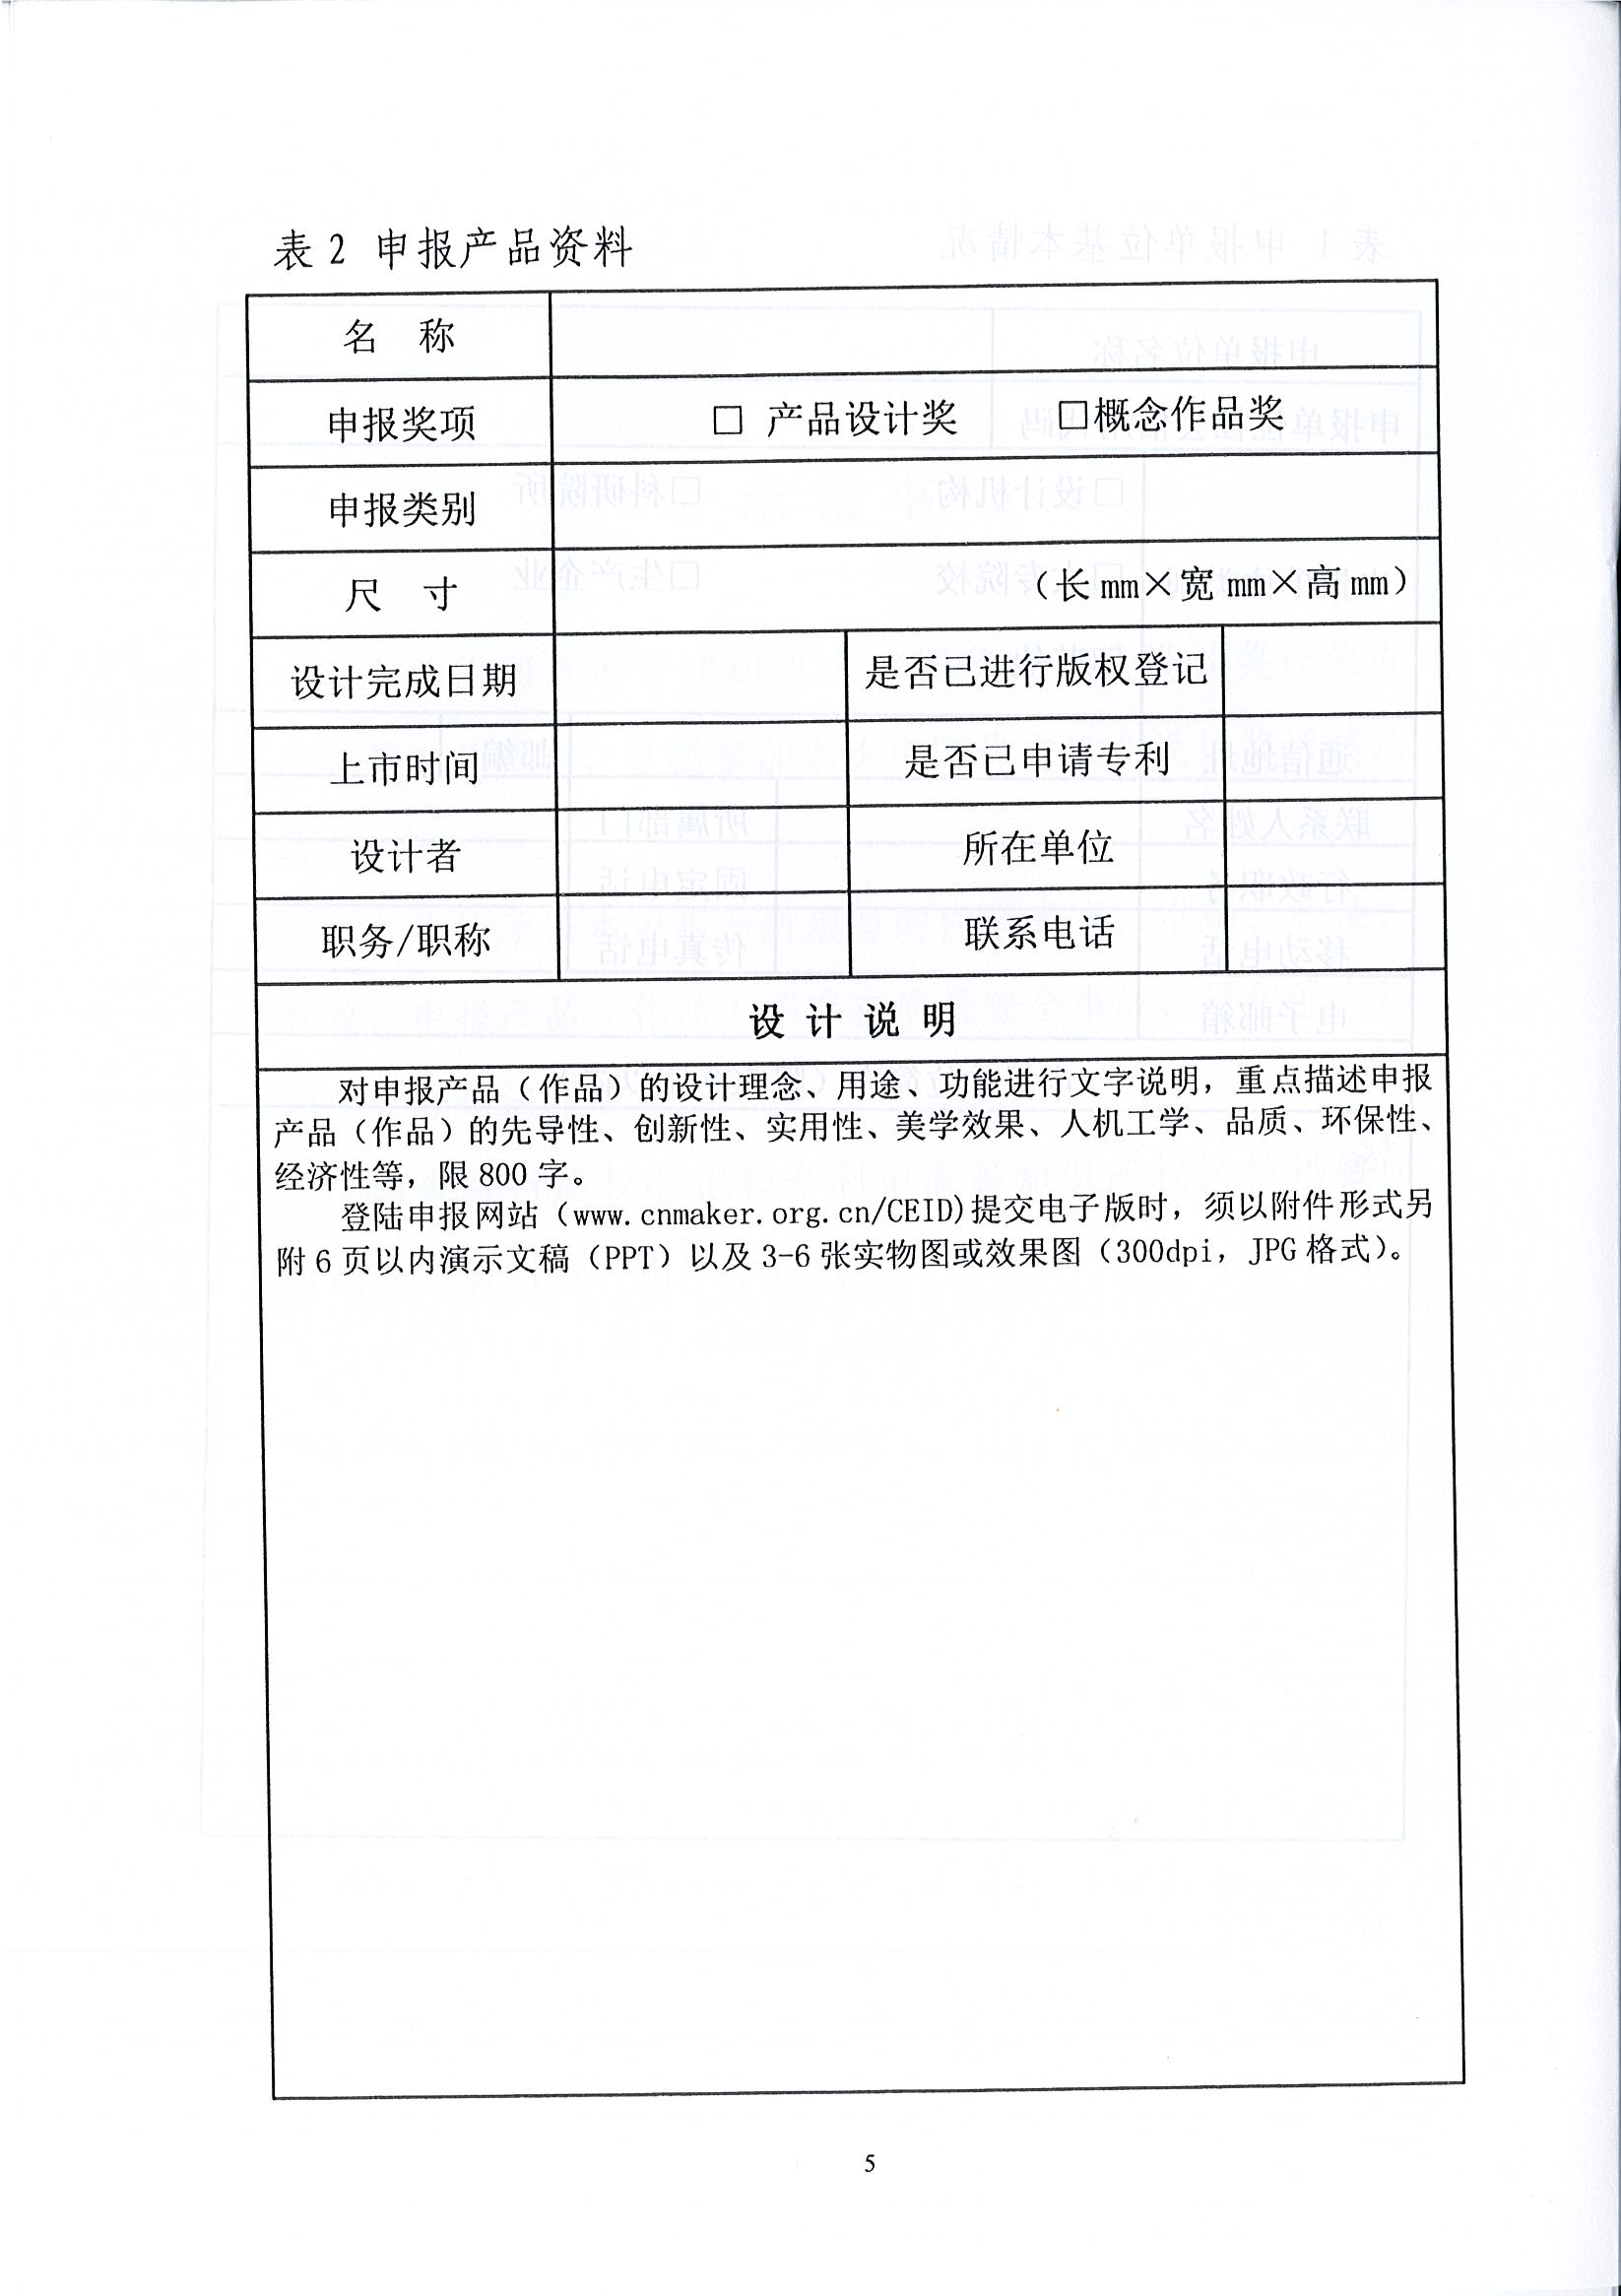 表 2 申报产品资料
名 称
申报奖项 □ 产品设计奖 □概念作品奖
申报类别
尺 寸 （长 mm×宽 mm×高 mm）
设计完成日期 是否已进行版权登记
上市时间 是否已申请专利
设计者 所在单位
职务/职称 联系电话
设 计 说 明
对申报产品（作品）的设计理念、用途、功能进行文字说明，重点描述申报
产品（作品）的先导性、创新性、实用性、美学效果、人机工学、品质、环保性、
经济性等，限 800 字。
登陆申报网站（www.cnmaker.org.cn/CEID)提交电子版时，须以附件形式另
附 6 页以内演示文稿（PPT）以及 3-6 张实物图或效果图（300dpi，JPG 格式）。
5